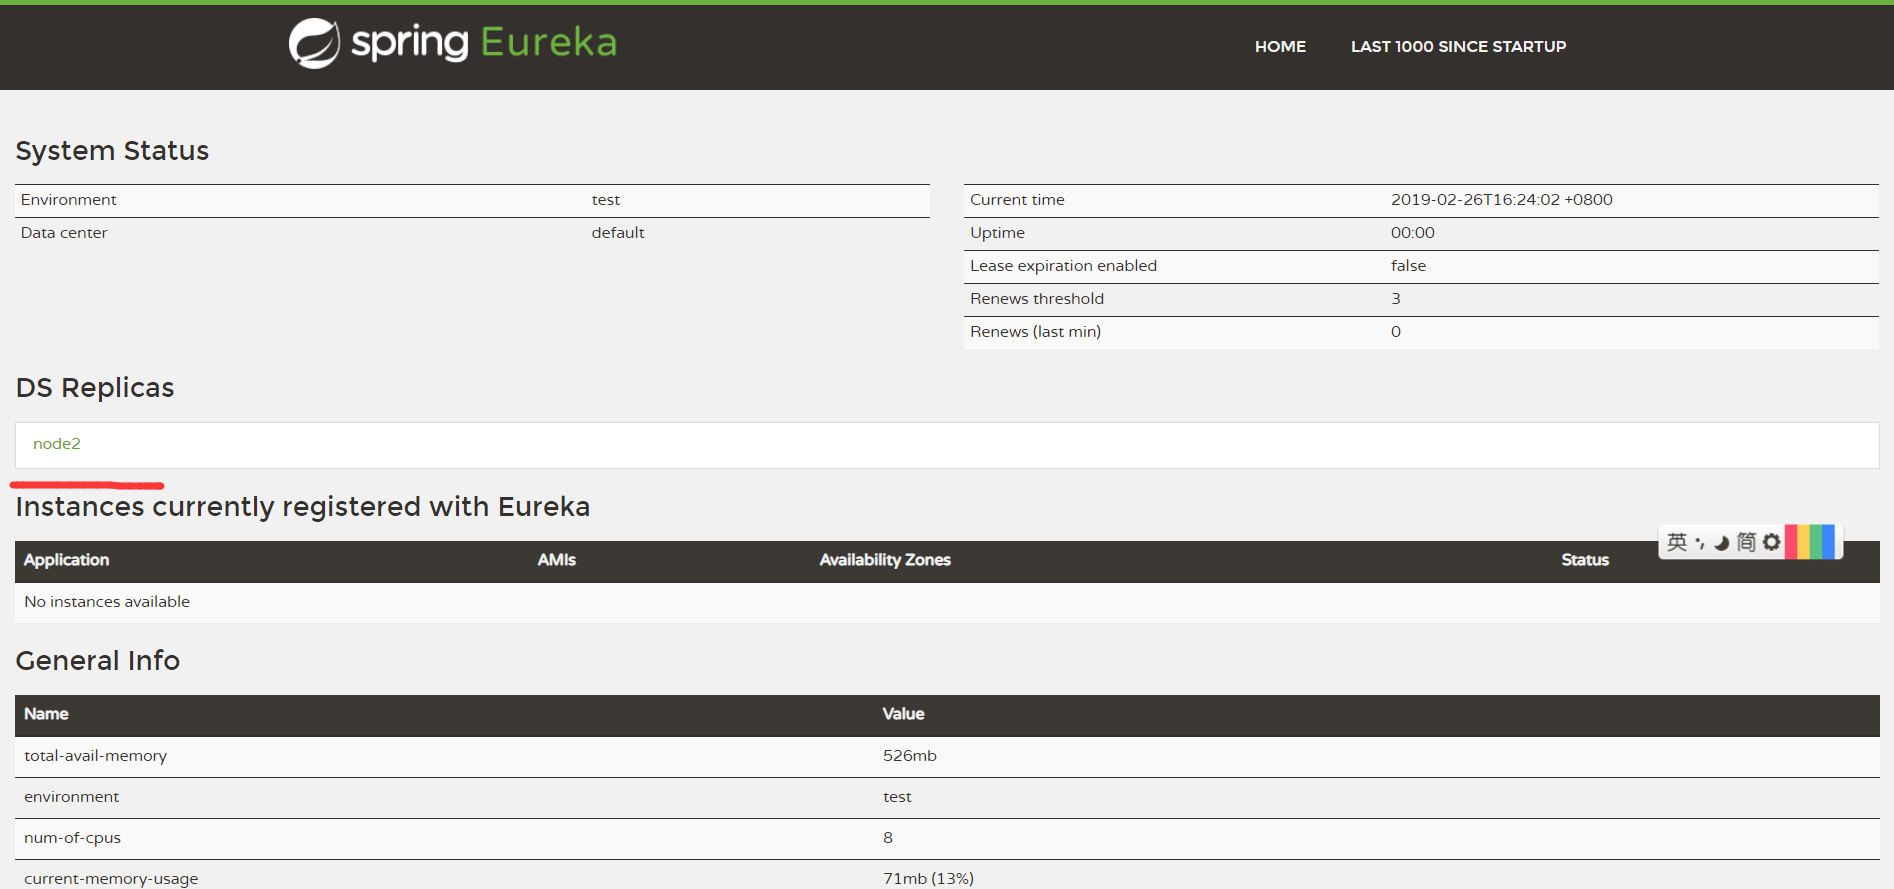 spring Eureka
HOME LAST 1000 SINCE STARTUP
System Status
Environment test
Data center default
Current time 2019-02-26T16:24:02 +0800
Uptime 00:00
Lease expiration enabled false
Renews threshold 3
Renews (last min) 0
DS Replicas
node2
Instances currently registered with Eureka
Application AMIs Availability Zones Status
英 简
No instances available
General Info
Name Value
total-avail-memory 526mb
environment test
num-of-cpus 8
current-memory-usage 71mb (13%)